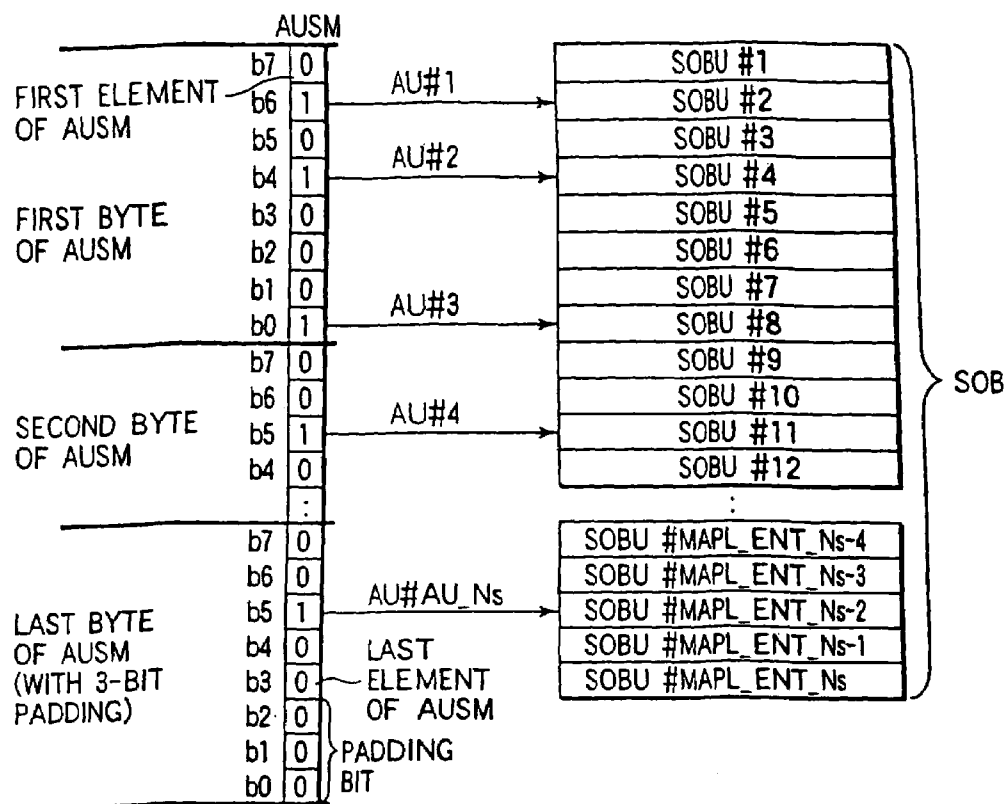 AUSM
FIRST ELEMENT OF AUSM
FIRST BYTE OF AUSM
b7 0
b6 1 AU#1
b5 0
b4 1 AU#2
b3 0
b2 0
b1 0
b0 1 AU#3
SECOND BYTE OF AUSM
b7 0
b6 0
b5 1 AU#4
b4 0
:
LAST BYTE OF AUSM (WITH 3-BIT PADDING)
b7 0
b6 0
b5 1 AU#AU_Ns
b4 0
b3 0 LAST ELEMENT OF AUSM
b2 0
b1 0
b0 0
PADDING BIT
SOBU #1
SOBU #2
SOBU #3
SOBU #4
SOBU #5
SOBU #6
SOBU #7
SOBU #8
SOBU #9
SOBU #10
SOBU #11
SOBU #12
:
SOBU #MAPL_ENT_Ns-4
SOBU #MAPL_ENT_Ns-3
SOBU #MAPL_ENT_Ns-2
SOBU #MAPL_ENT_Ns-1
SOBU #MAPL_ENT_Ns
SOB